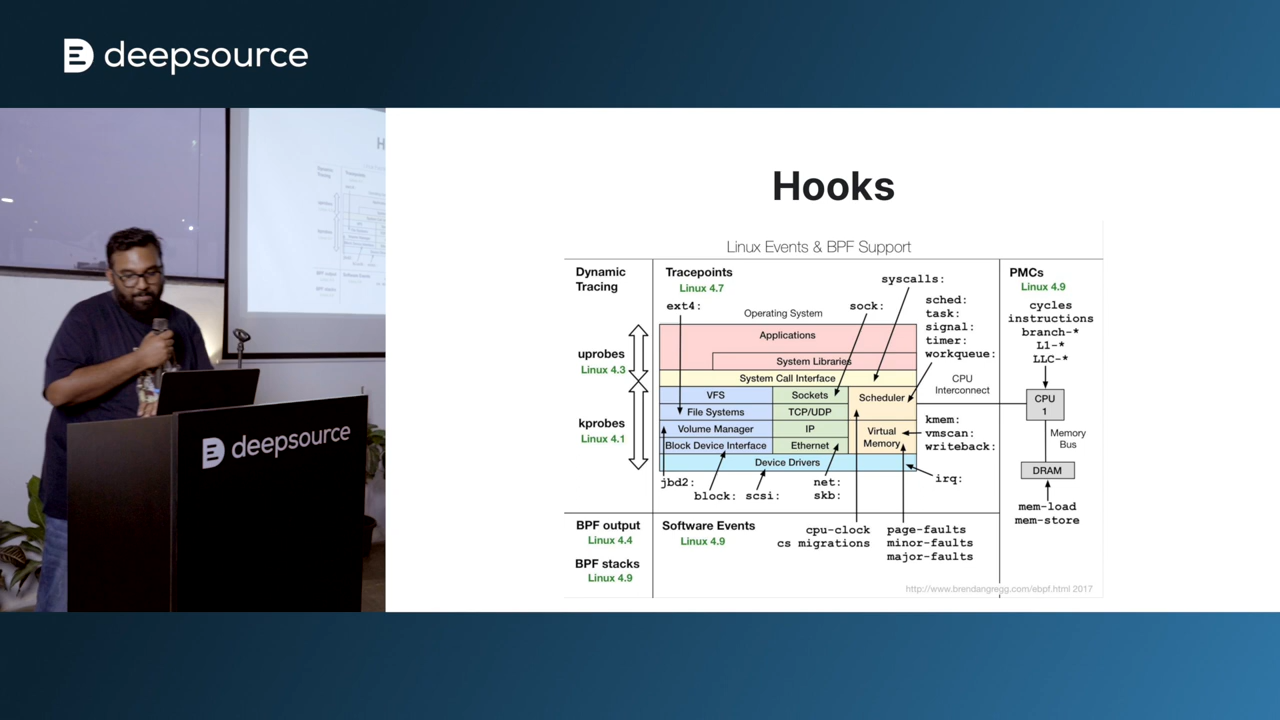 deepsource
deepsource
Hooks
Linux Events & BPF Support
Dynamic
Tracing
Tracepoints
Linux 4.7
PMCs
Linux 4.9
syscalls:
ext4:
Operating System
sock:
sched:
task:
signal:
timer:
workqueue:
cycles
instructions
branch-*
L1-*
LLC-*
uprobes
Linux 4.3
Applications
System Libraries
System Call Interface
VFS
Sockets
Scheduler
File Systems
TCP/UDP
Volume Manager
IP
Virtual
Memory
Block Device Interface
Ethernet
Device Drivers
CPU
Interconnect
CPU
1
kprobes
Linux 4.1
kmem:
vmscan:
writeback:
Memory
Bus
DRAM
jbd2:
block:
scsi:
net:
skb:
irq:
mem-load
mem-store
BPF output
Linux 4.4
BPF stacks
Linux 4.9
Software Events
Linux 4.9
cpu-clock
cs migrations
page-faults
minor-faults
major-faults
http://www.brendangregg.com/ebpf.html 2017